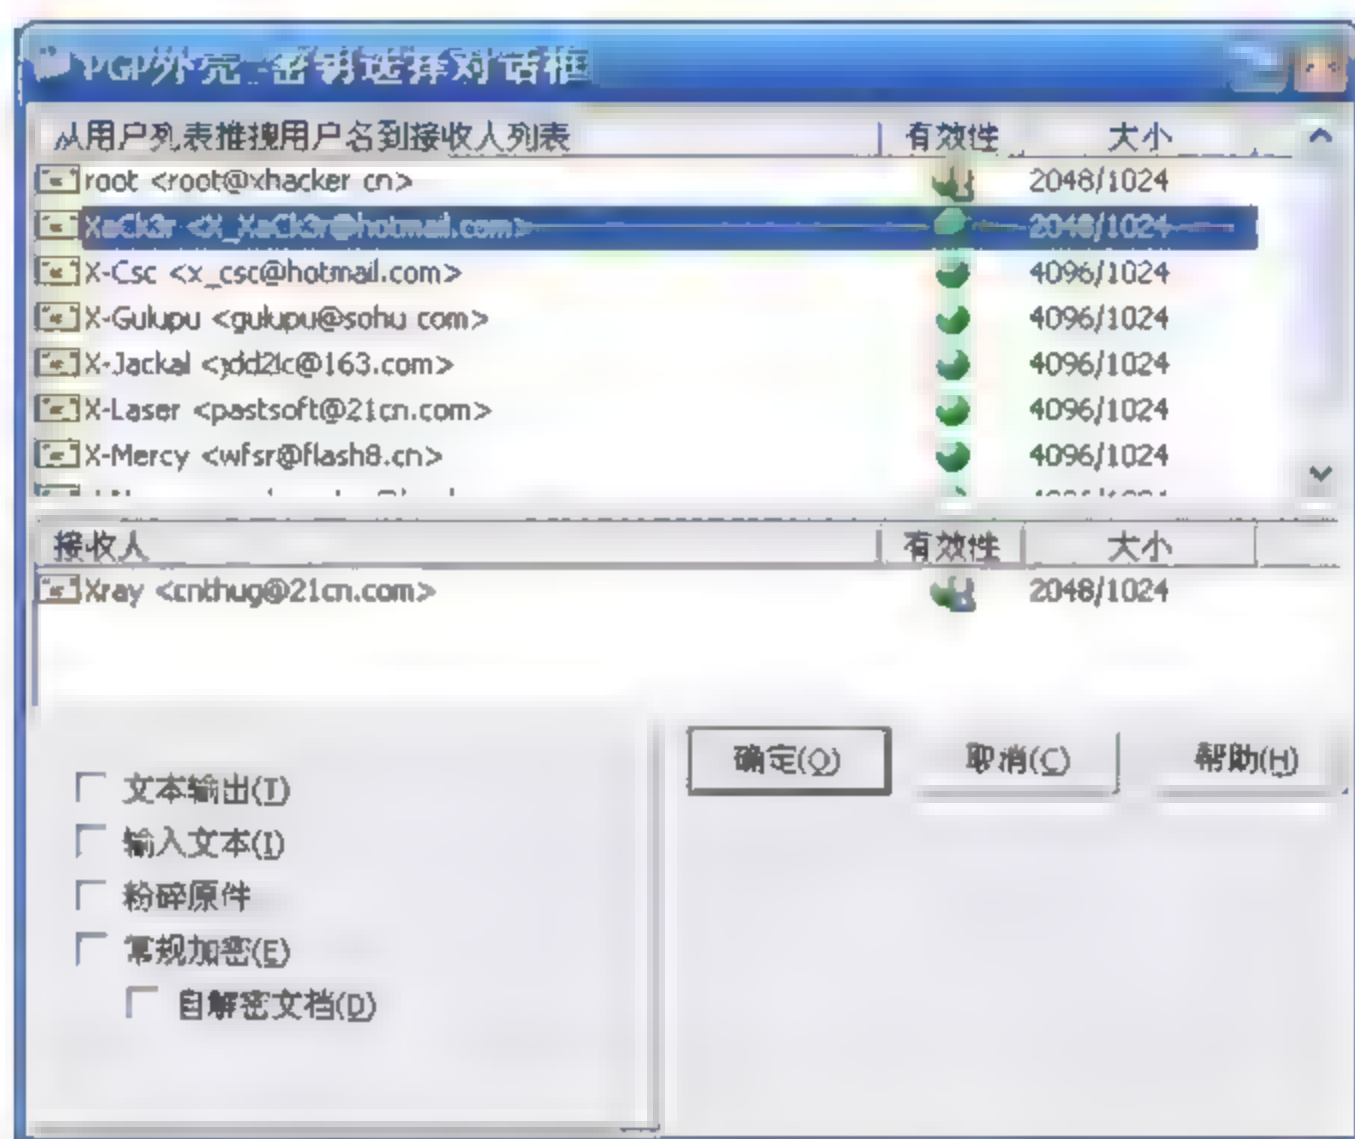 PGP外壳 - 密钥选择对话框
从用户列表推拽用户名到接收人列表 有效性 大小
root <root@xhacker.cn> 2048/1024
XaCk3r <X_XaCk3r@hotmail.com> 2048/1024
X-Csc <x_csc@hotmail.com> 4096/1024
X-Gulupu <gulupu@sohu.com> 4096/1024
X-Jackal 4096/1024
X-Laser <pastsoft@21cn.com> 4096/1024
X-Mercy <wfsr@flash8.cn> 4096/1024
接收人 有效性 大小
Xray <cnthug@21cn.com> 2048/1024
确定(O) 取消(C) 帮助(H)
文本输出(T)
输入文本(I)
粉碎原件
常规加密(E)
自解密文档(D)